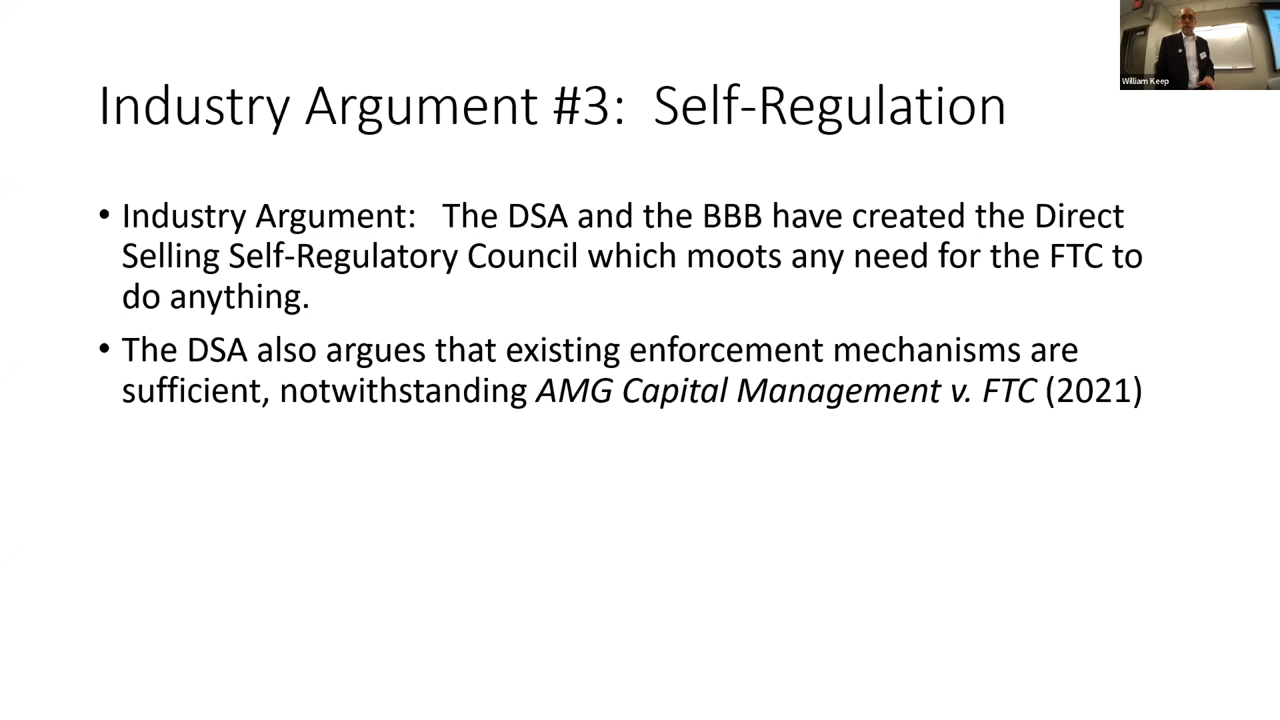 William Keep
Industry Argument #3:  Self-Regulation
• Industry Argument:   The DSA and the BBB have created the Direct
Selling Self-Regulatory Council which moots any need for the FTC to
do anything.
• The DSA also argues that existing enforcement mechanisms are
sufficient, notwithstanding AMG Capital Management v. FTC (2021)